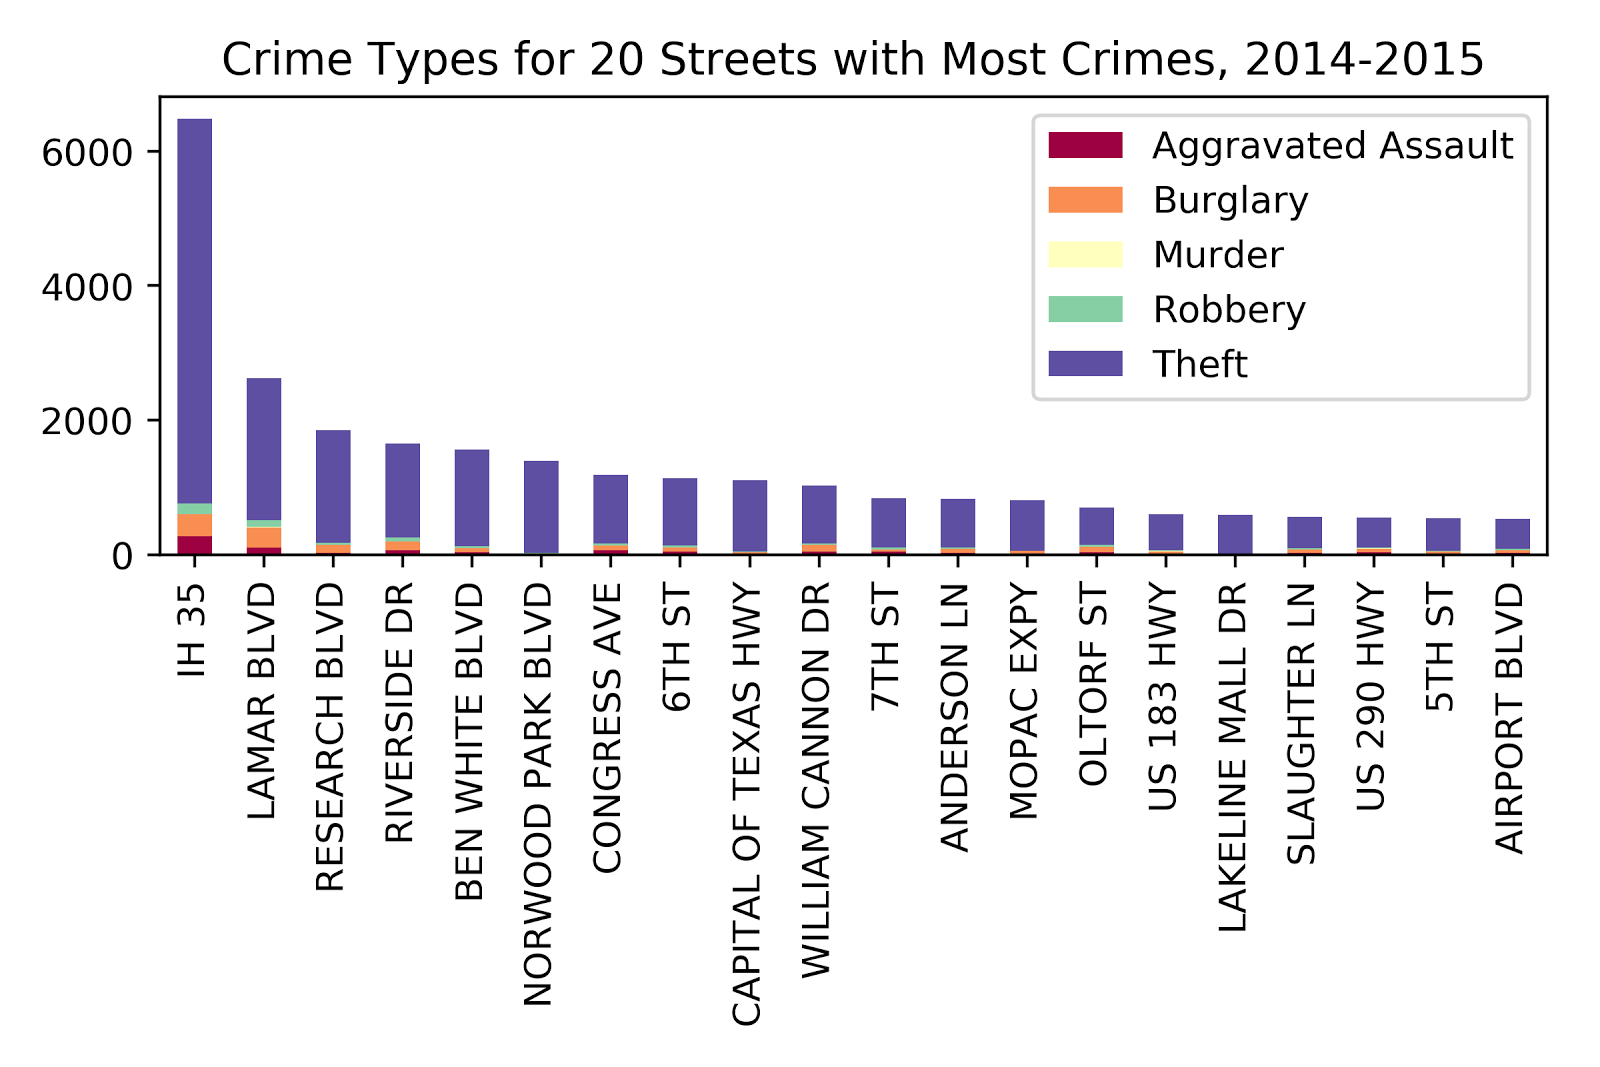 Crime Types for 20 Streets with Most Crimes, 2014-2015
6000
4000
2000
0
Aggravated Assault
Burglary
Murder
Robbery
Theft
IH 35
LAMAR BLVD
RESEARCH BLVD
RIVERSIDE DR
BEN WHITE BLVD
NORWOOD PARK BLVD
CONGRESS AVE
6TH ST
CAPITAL OF TEXAS HWY
WILLIAM CANNON DR
7TH ST
ANDERSON LN
MOPAC EXPY
OLTORF ST
US 183 HWY
LAKELINE MALL DR
SLAUGHTER LN
US 290 HWY
5TH ST
AIRPORT BLVD